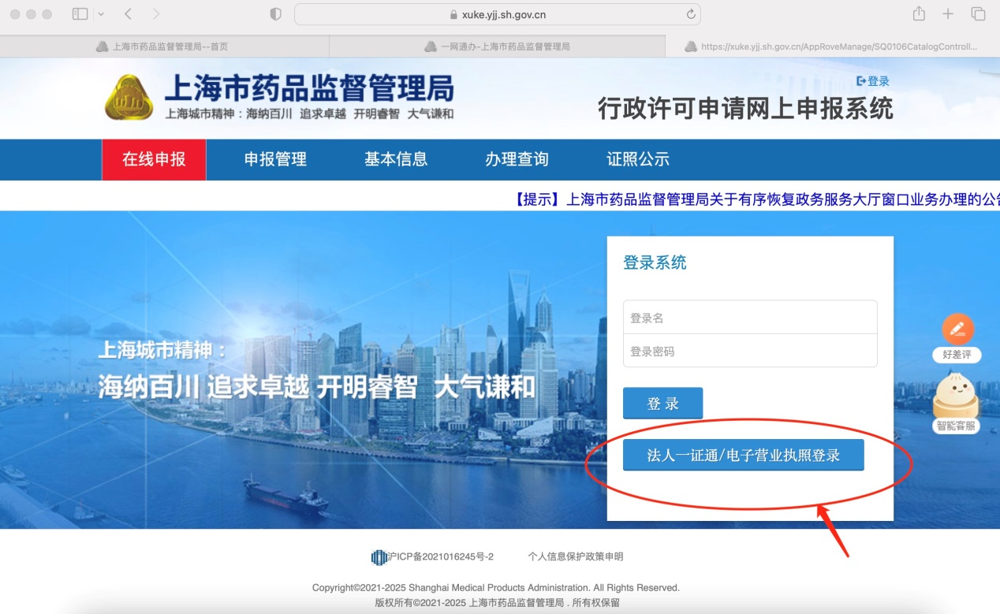 xuke.yjj.sh.gov.cn
上海市药品监督管理局--首页
一网通办-上海市药品监督管理局
https://xuke.yjj.sh.gov.cn/AppRoveManage/SQ0106CatalogControll...
上海市药品监督管理局
上海城市精神：海纳百川 追求卓越 开明睿智 大气谦和
登录
行政许可申请网上申报系统
在线申报 申报管理 基本信息 办理查询 证照公示
【提示】上海市药品监督管理局关于有序恢复政务服务大厅窗口业务办理的公告
登录系统
登录名
登录密码
登 录
法人一证通/电子营业执照登录
上海城市精神：
海纳百川 追求卓越 开明睿智 大气谦和
好差评
智能客服
沪ICP备2021016245号-2 个人信息保护政策申明
Copyright©2021-2025 Shanghai Medical Products Administration. All Rights Reserved.
版权所有©2021-2025 上海市药品监督管理局 . 所有权保留